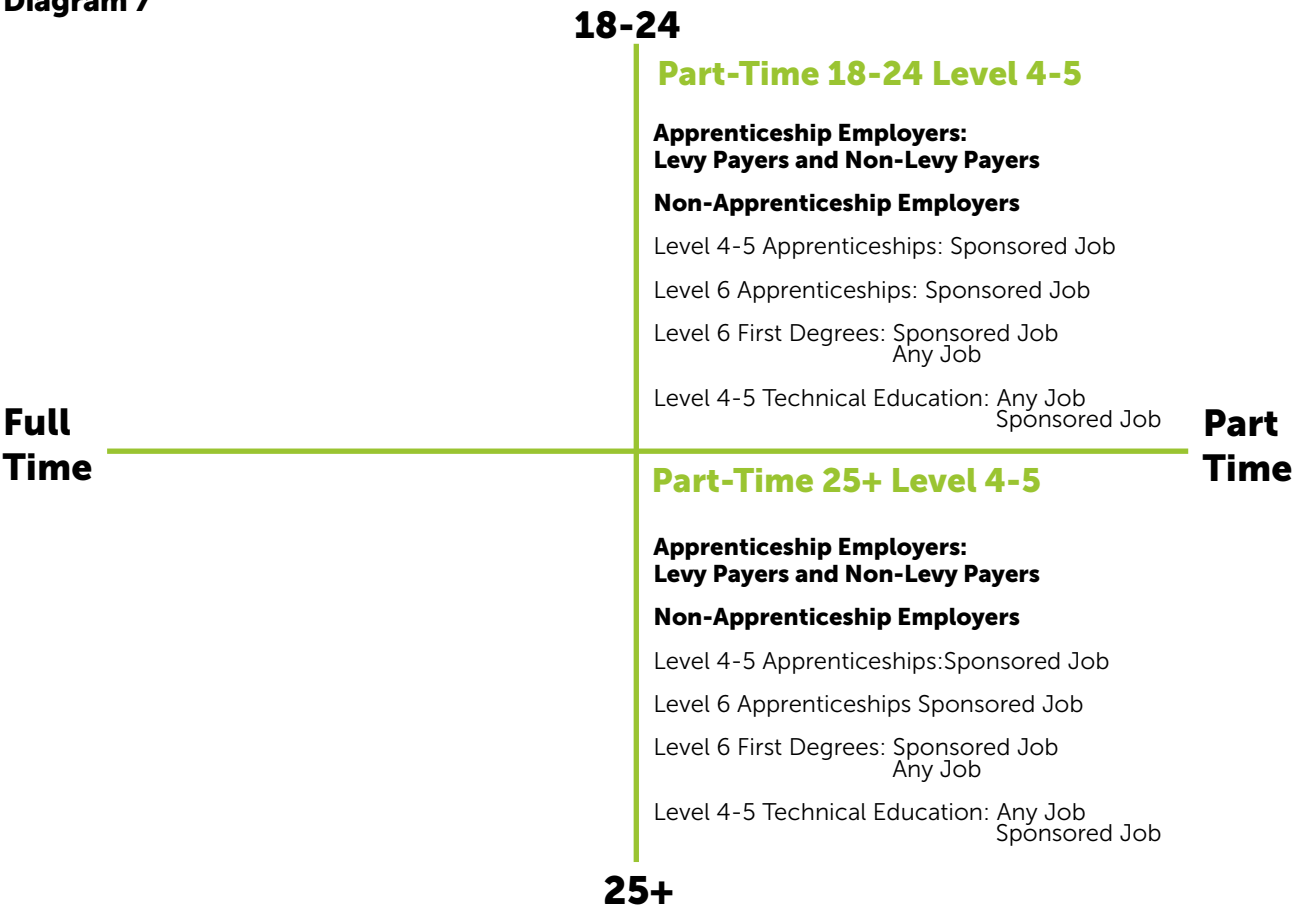 Diagram 7
18-24
Part-Time 18-24 Level 4-5
Apprenticeship Employers:
Levy Payers and Non-Levy Payers
Non-Apprenticeship Employers
Level 4-5 Apprenticeships: Sponsored Job
Level 6 Apprenticeships: Sponsored Job
Level 6 First Degrees: Sponsored Job
Any Job
Level 4-5 Technical Education: Any Job
Sponsored Job
Full
Time
Part
Time
Part-Time 25+ Level 4-5
Apprenticeship Employers:
Levy Payers and Non-Levy Payers
Non-Apprenticeship Employers
Level 4-5 Apprenticeships:Sponsored Job
Level 6 Apprenticeships Sponsored Job
Level 6 First Degrees: Sponsored Job
Any Job
Level 4-5 Technical Education: Any Job
Sponsored Job
25+